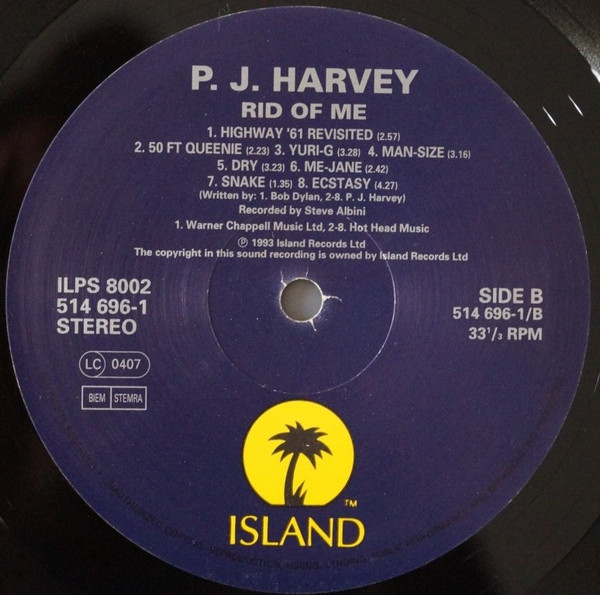 P. J. HARVEY
RID OF ME
1. HIGHWAY '61 REVISITED (2.57)
2. 50 FT QUEENIE (2.23) 3. YURI-G (3.28) 4. MAN-SIZE (3.16)
5. DRY (3.23) 6. ME-JANE (2.42)
7. SNAKE (1.35) 8. ECSTASY (4.27)
(Written by: 1. Bob Dylan, 2-8. P. J. Harvey)
Recorded by Steve Albini
1. Warner Chappell Music Ltd, 2-8. Hot Head Music
℗ 1993 Island Records Ltd
The copyright in this sound recording is owned by Island Records Ltd
ILPS 8002
514 696-1
STEREO
SIDE B
514 696-1/B
33¹/₃ RPM
LC 0407
BIEM STEMRA
TM
ISLAND